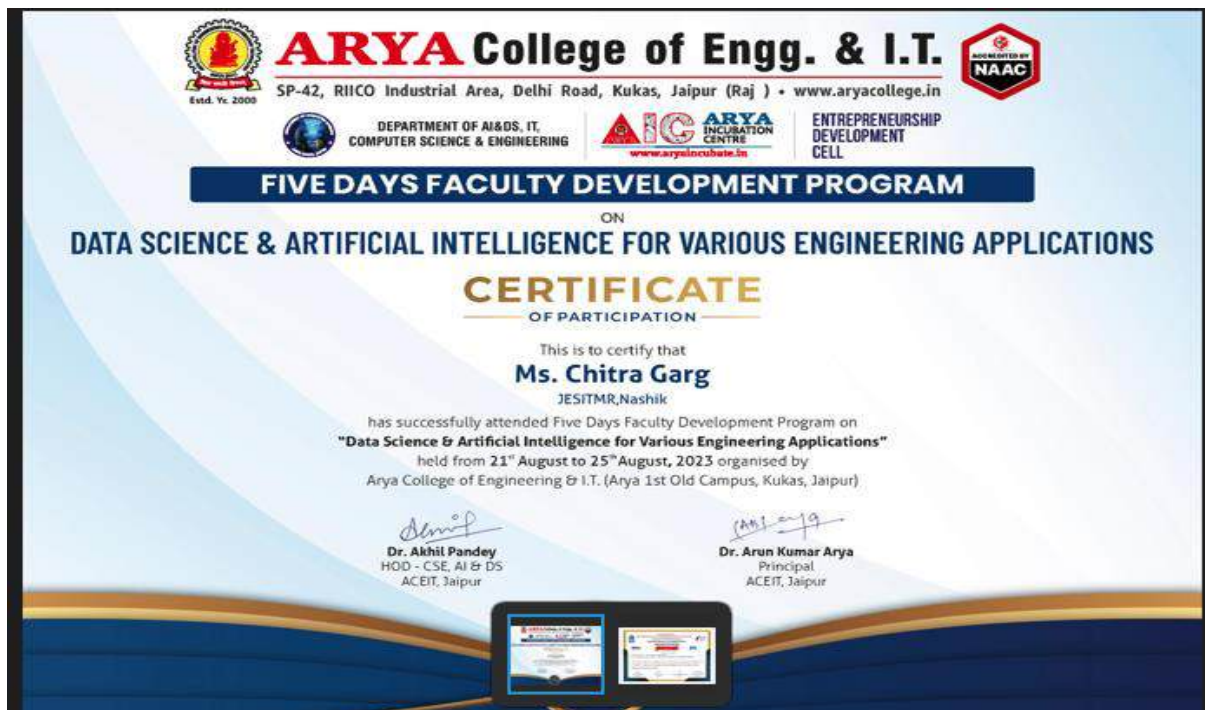 ARYA College of Engg. & I.T.
Estd. Yr. 2000
ACCREDITED BY
NAAC
SP-42, RIICO Industrial Area, Delhi Road, Kukas, Jaipur (Raj ) • www.aryacollege.in
DEPARTMENT OF AI&DS, IT,
COMPUTER SCIENCE & ENGINEERING
AIC ARYA
INCUBATION
CENTRE
www.aryaincubate.in
ENTREPRENEURSHIP
DEVELOPMENT
CELL
FIVE DAYS FACULTY DEVELOPMENT PROGRAM
ON
DATA SCIENCE & ARTIFICIAL INTELLIGENCE FOR VARIOUS ENGINEERING APPLICATIONS
CERTIFICATE
OF PARTICIPATION
This is to certify that
Ms. Chitra Garg
JESITMR,Nashik
has successfully attended Five Days Faculty Development Program on
"Data Science & Artificial Intelligence for Various Engineering Applications"
held from 21st August to 25th August, 2023 organised by
Arya College of Engineering & I.T. (Arya 1st Old Campus, Kukas, Jaipur)
Dr. Akhil Pandey
HOD - CSE, AI & DS
ACEIT, Jaipur
Dr. Arun Kumar Arya
Principal
ACEIT, Jaipur